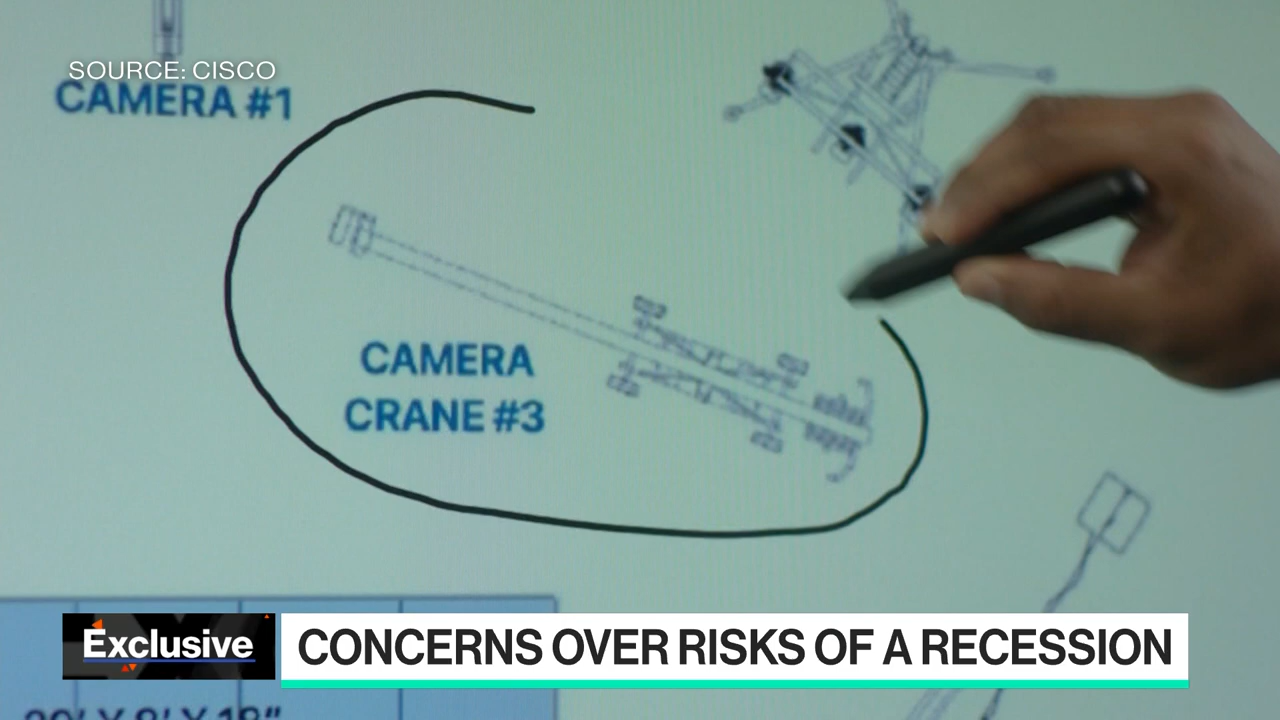 SOURCE: CISCO
CAMERA #1
CAMERA
CRANE #3
Exclusive
CONCERNS OVER RISKS OF A RECESSION